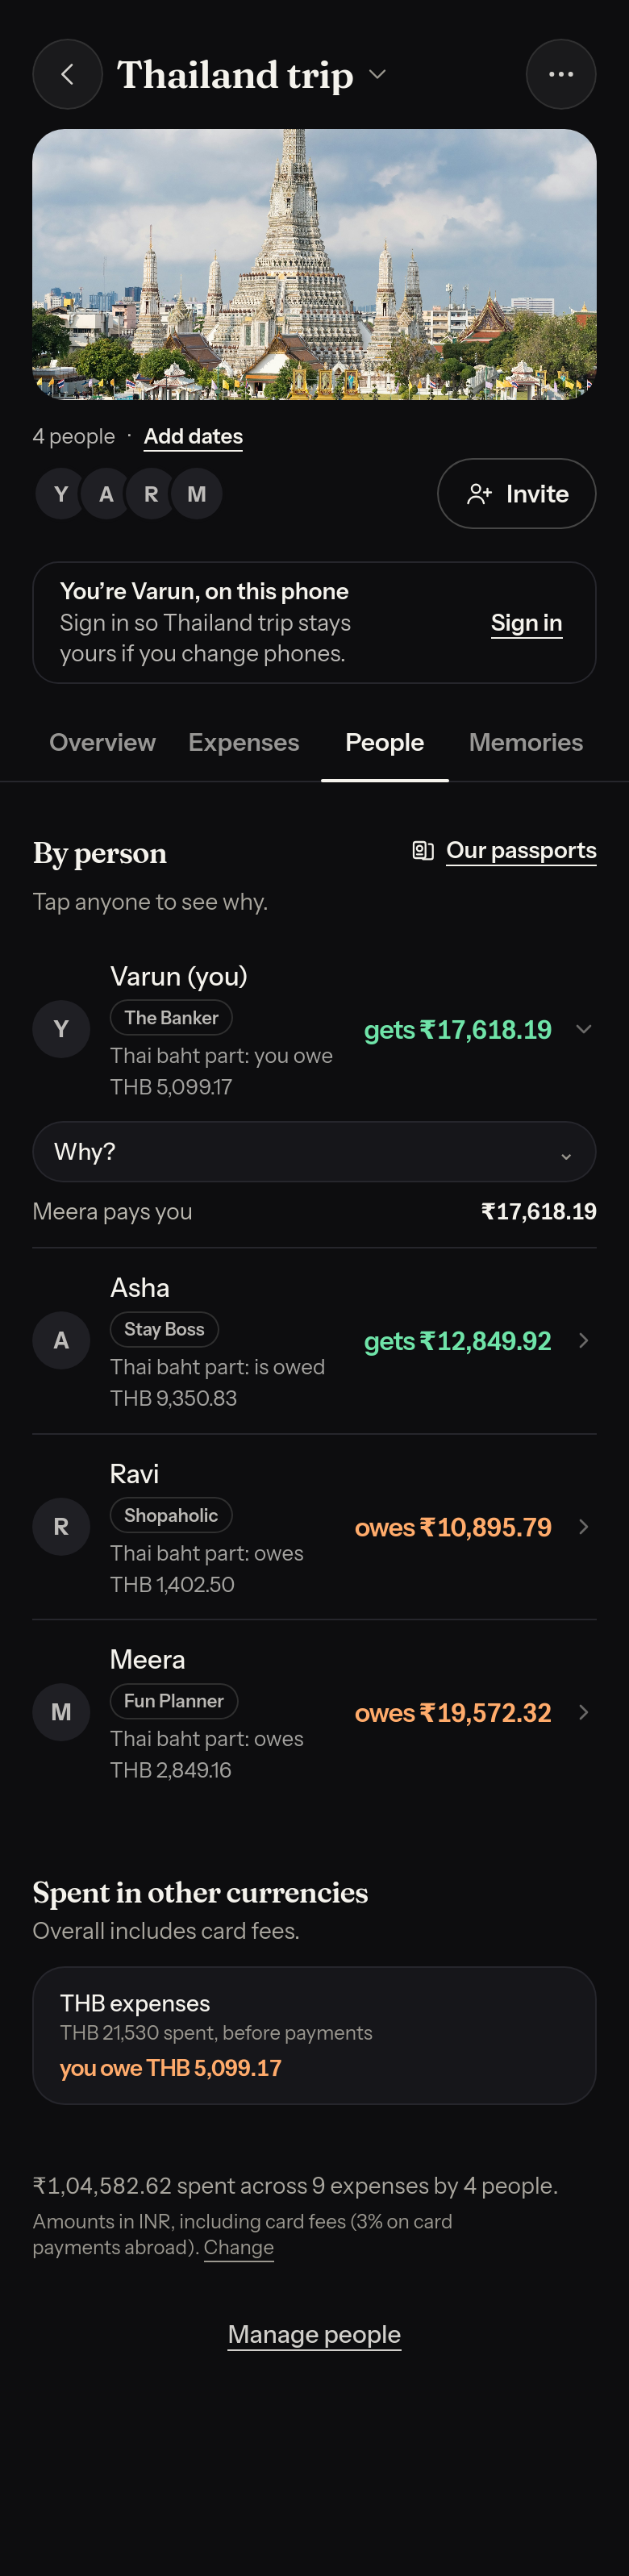 Thailand trip
4 people · Add dates
Y A R M
Invite
You’re Varun, on this phone
Sign in so Thailand trip stays
yours if you change phones.
Sign in
Overview Expenses People Memories
By person
Our passports
Tap anyone to see why.
Y
Varun (you)
The Banker
Thai baht part: you owe
THB 5,099.17
gets ₹17,618.19
Why?
Meera pays you ₹17,618.19
A
Asha
Stay Boss
Thai baht part: is owed
THB 9,350.83
gets ₹12,849.92
R
Ravi
Shopaholic
Thai baht part: owes
THB 1,402.50
owes ₹10,895.79
M
Meera
Fun Planner
Thai baht part: owes
THB 2,849.16
owes ₹19,572.32
Spent in other currencies
Overall includes card fees.
THB expenses
THB 21,530 spent, before payments
you owe THB 5,099.17
₹1,04,582.62 spent across 9 expenses by 4 people.
Amounts in INR, including card fees (3% on card
payments abroad). Change
Manage people